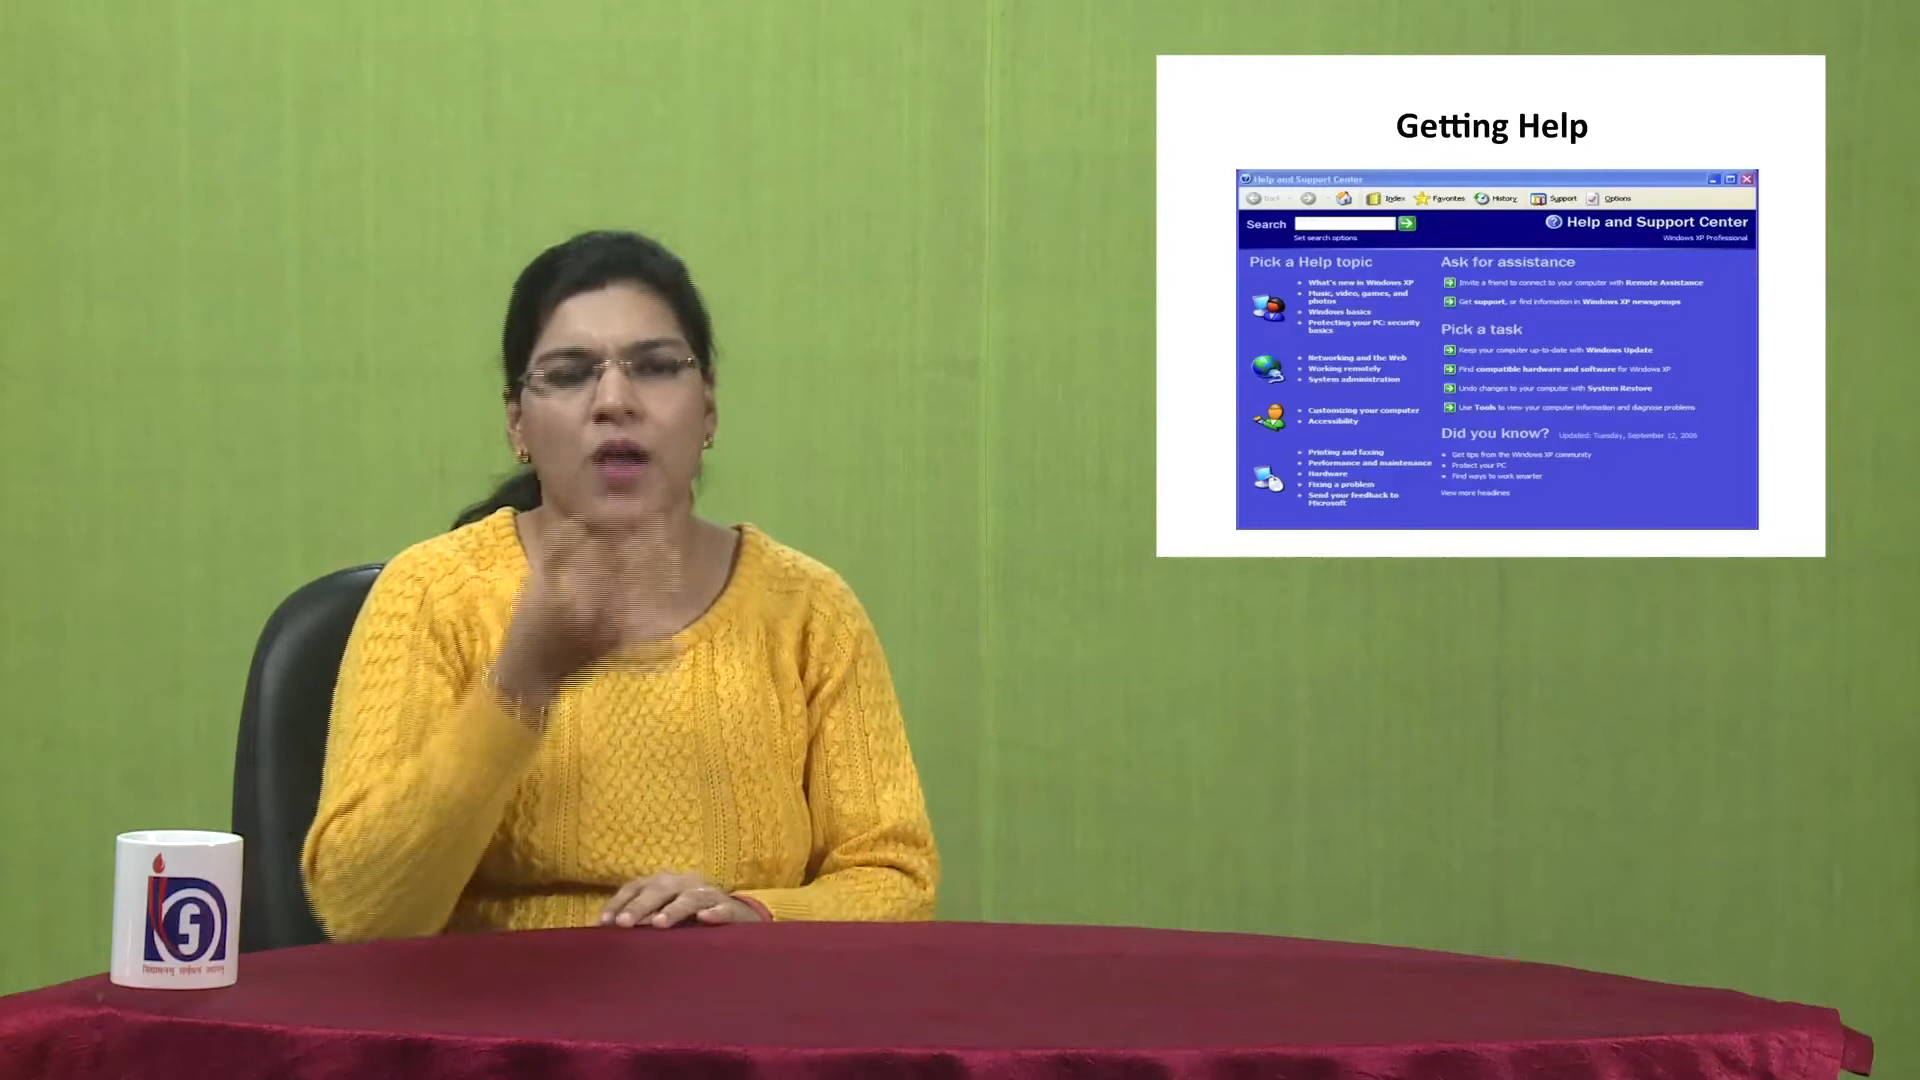 Getting Help
Help and Support Center
Back
Index
Favorites
History
Support
Options
Search
Set search options
Help and Support Center
Windows XP Professional
Pick a Help topic
What's new in Windows XP
Music, video, games, and
photos
Windows basics
Protecting your PC: security
basics
Networking and the Web
Working remotely
System administration
Customizing your computer
Accessibility
Printing and faxing
Performance and maintenance
Hardware
Fixing a problem
Send your feedback to
Microsoft
Ask for assistance
Invite a friend to connect to your computer with Remote Assistance
Get support, or find information in Windows XP newsgroups
Pick a task
Keep your computer up-to-date with Windows Update
Find compatible hardware and software for Windows XP
Undo changes to your computer with System Restore
Use Tools to view your computer information and diagnose problems
Did you know? Updated: Tuesday, September 12, 2006
Get tips from the Windows XP community
Protect your PC
Find ways to work smarter
View more headlines